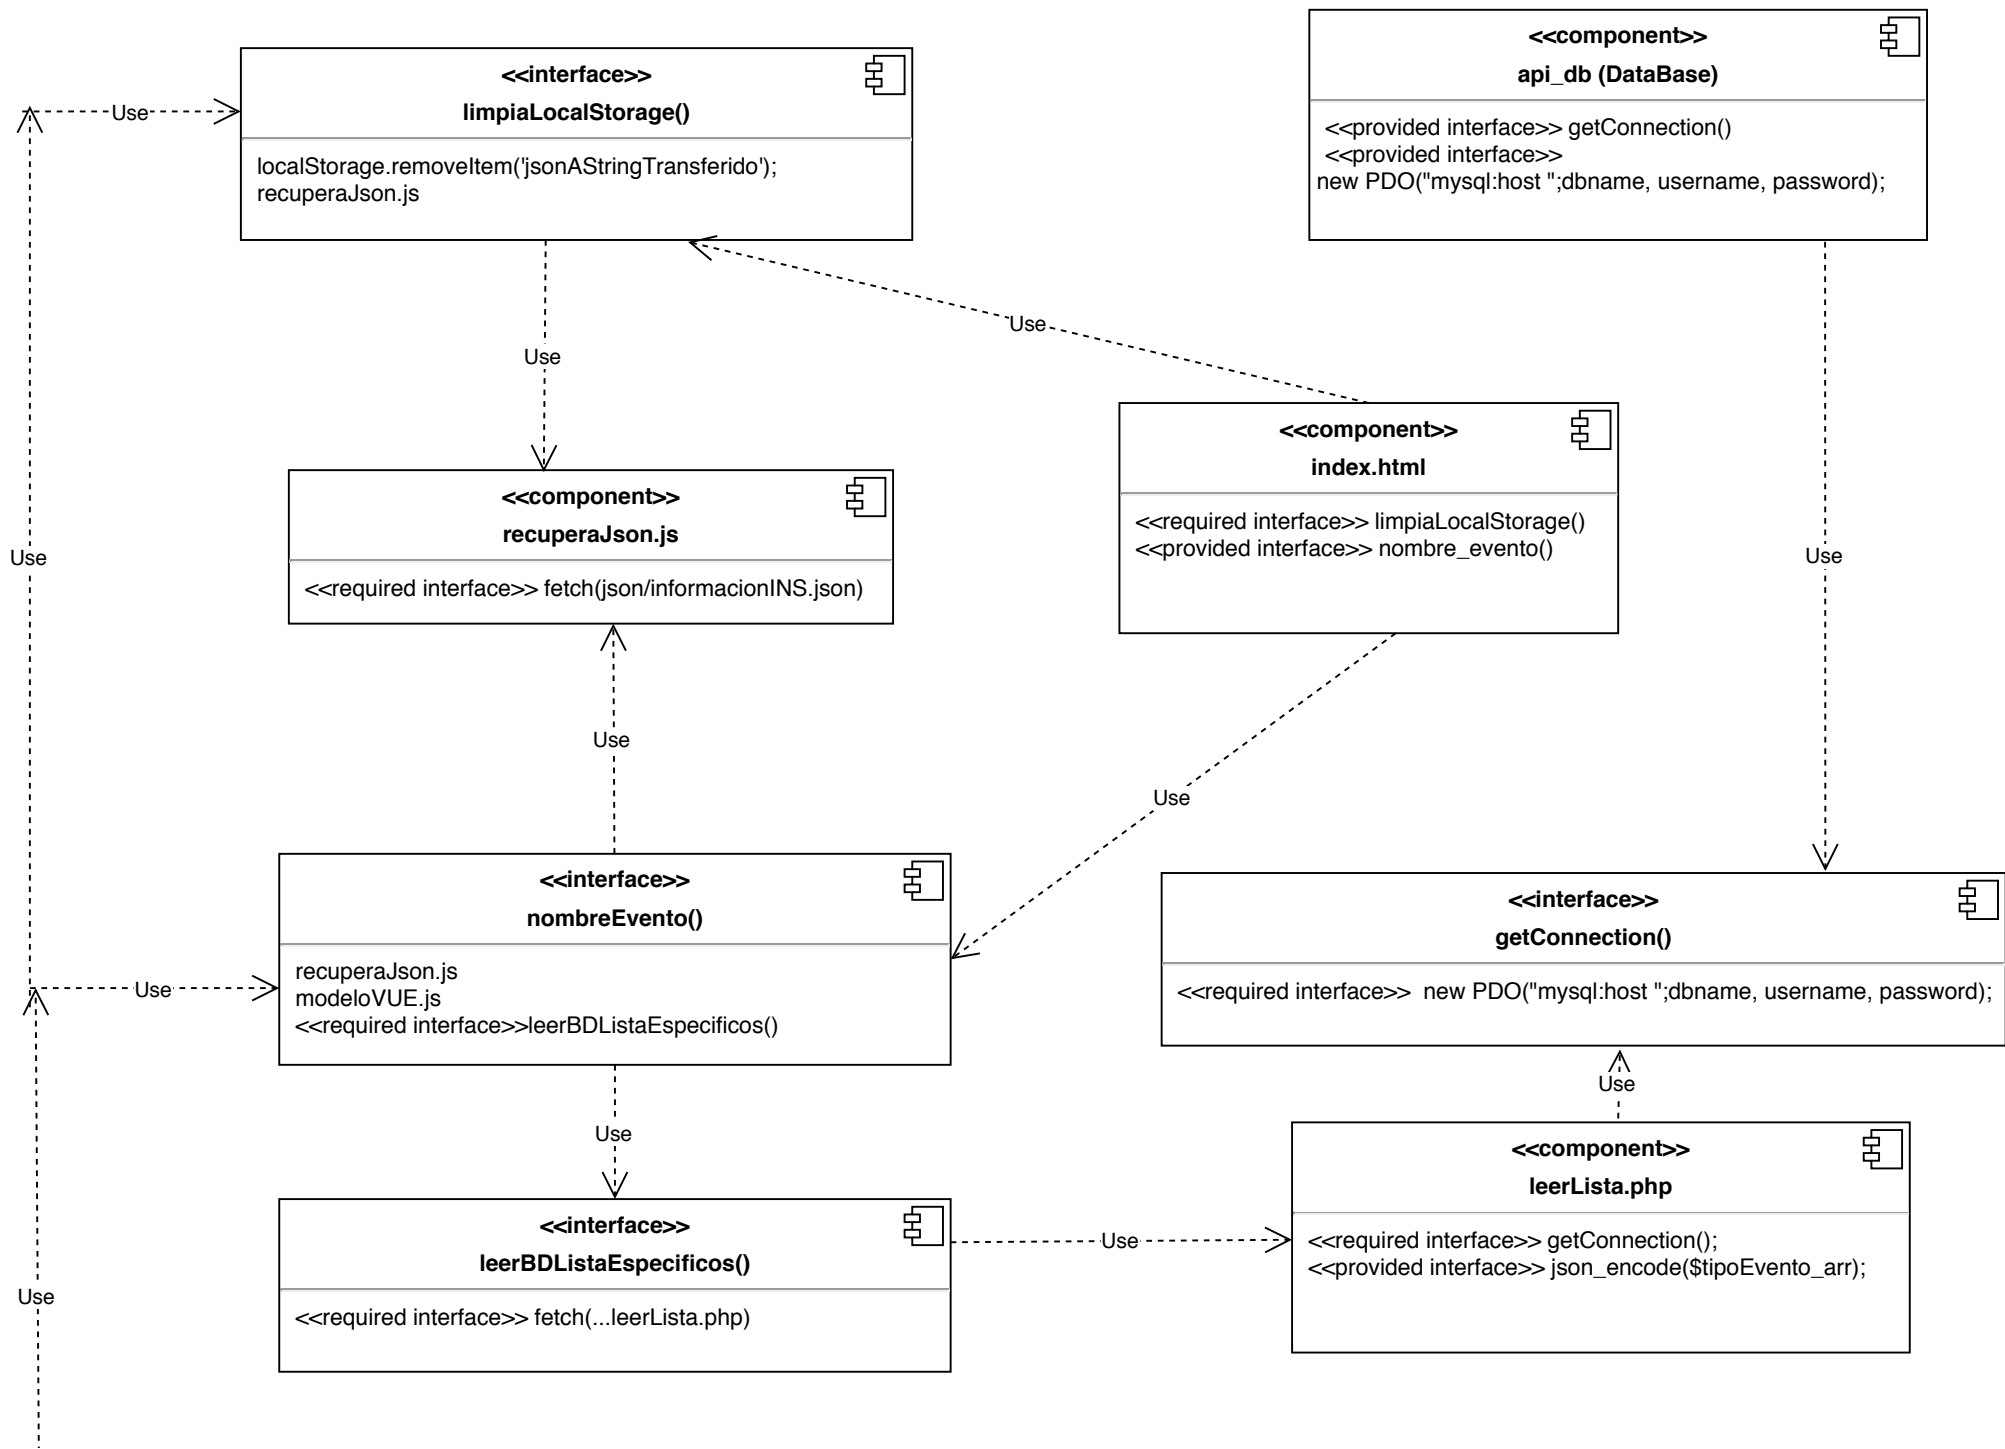 <<component>>
api_db (DataBase)
<<provided interface>> getConnection()
<<provided interface>>
new PDO("mysql:host ";dbname, username, password);
<<interface>>
limpiaLocalStorage()
localStorage.removeItem('jsonAStringTransferido');
recuperaJson.js
Use
Use
Use
<<component>>
index.html
<<required interface>> limpiaLocalStorage()
<<provided interface>> nombre_evento()
<<component>>
recuperaJson.js
<<required interface>> fetch(json/informacionINS.json)
Use
Use
Use
Use
<<interface>>
nombreEvento()
recuperaJson.js
modeloVUE.js
<<required interface>>leerBDListaEspecificos()
Use
<<interface>>
getConnection()
<<required interface>>  new PDO("mysql:host ";dbname, username, password);
Use
Use
<<component>>
leerLista.php
<<required interface>> getConnection();
<<provided interface>> json_encode($tipoEvento_arr);
<<interface>>
leerBDListaEspecificos()
<<required interface>> fetch(...leerLista.php)
Use
Use